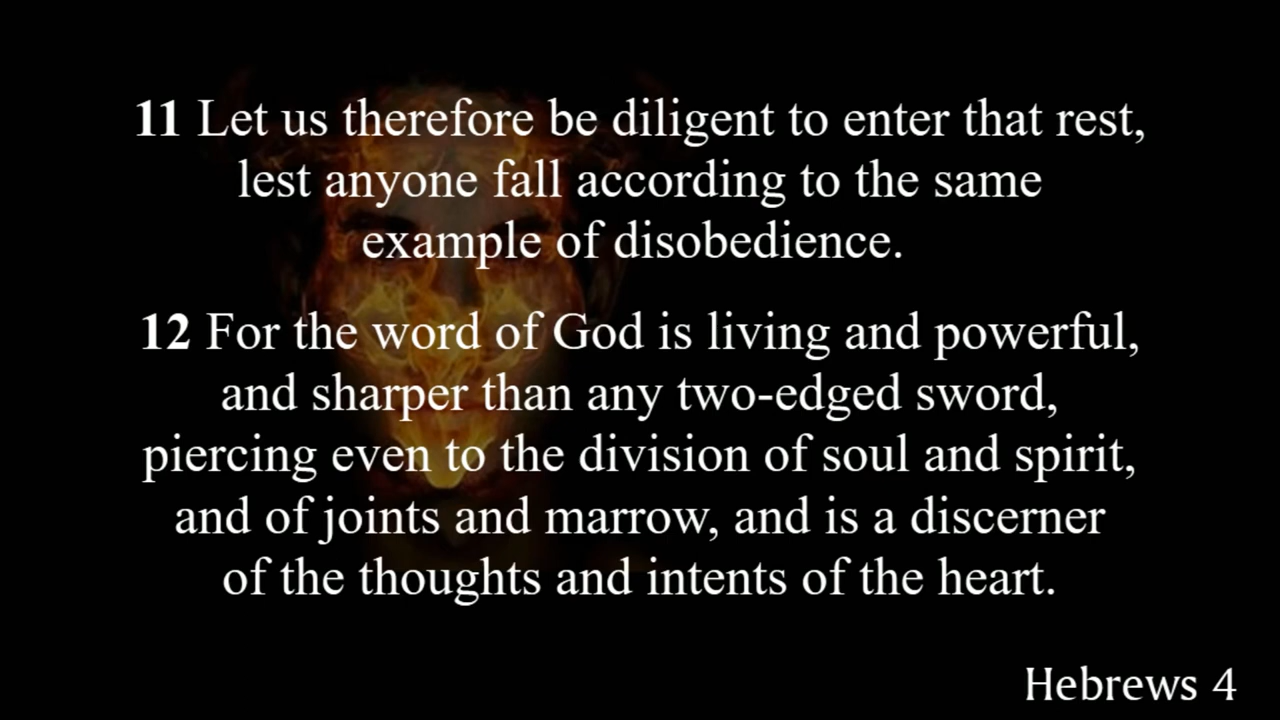 11 Let us therefore be diligent to enter that rest,
lest anyone fall according to the same
example of disobedience.
12 For the word of God is living and powerful,
and sharper than any two-edged sword,
piercing even to the division of soul and spirit,
and of joints and marrow, and is a discerner
of the thoughts and intents of the heart.
Hebrews 4